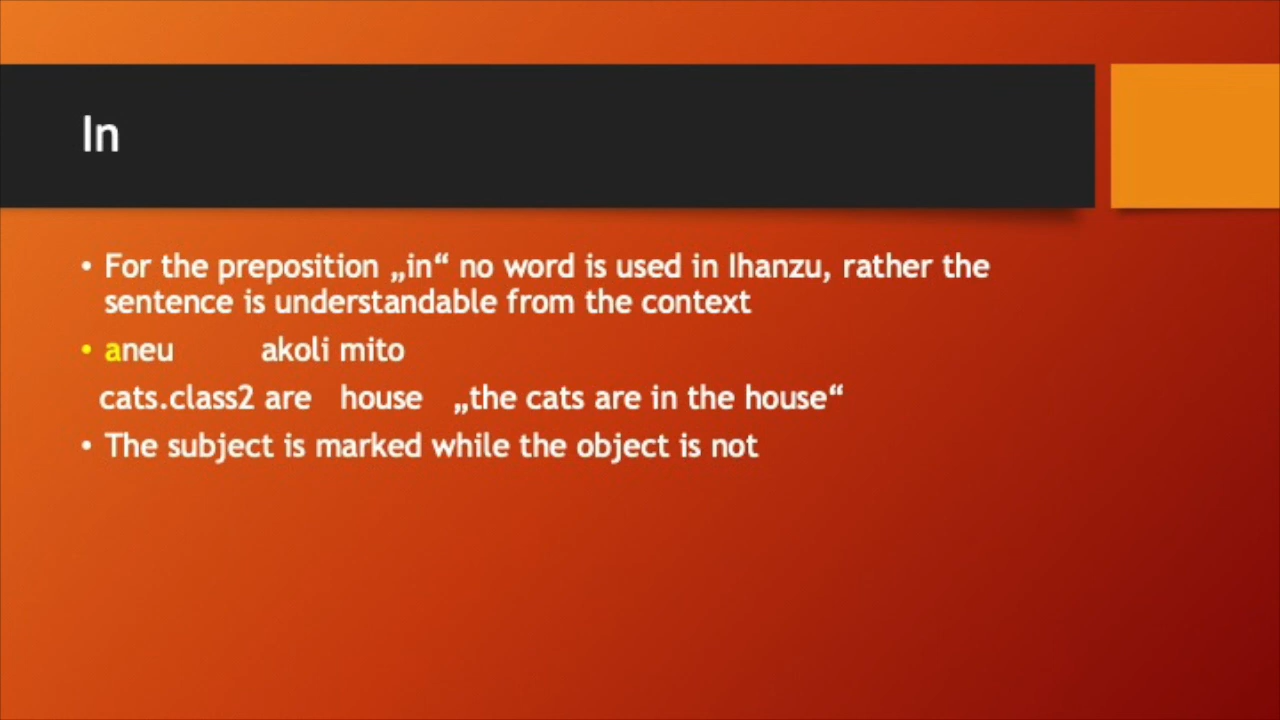 In
• For the preposition „in“ no word is used in Ihanzu, rather the
sentence is understandable from the context
• aneu akoli mito
cats.class2 are house „the cats are in the house“
• The subject is marked while the object is not